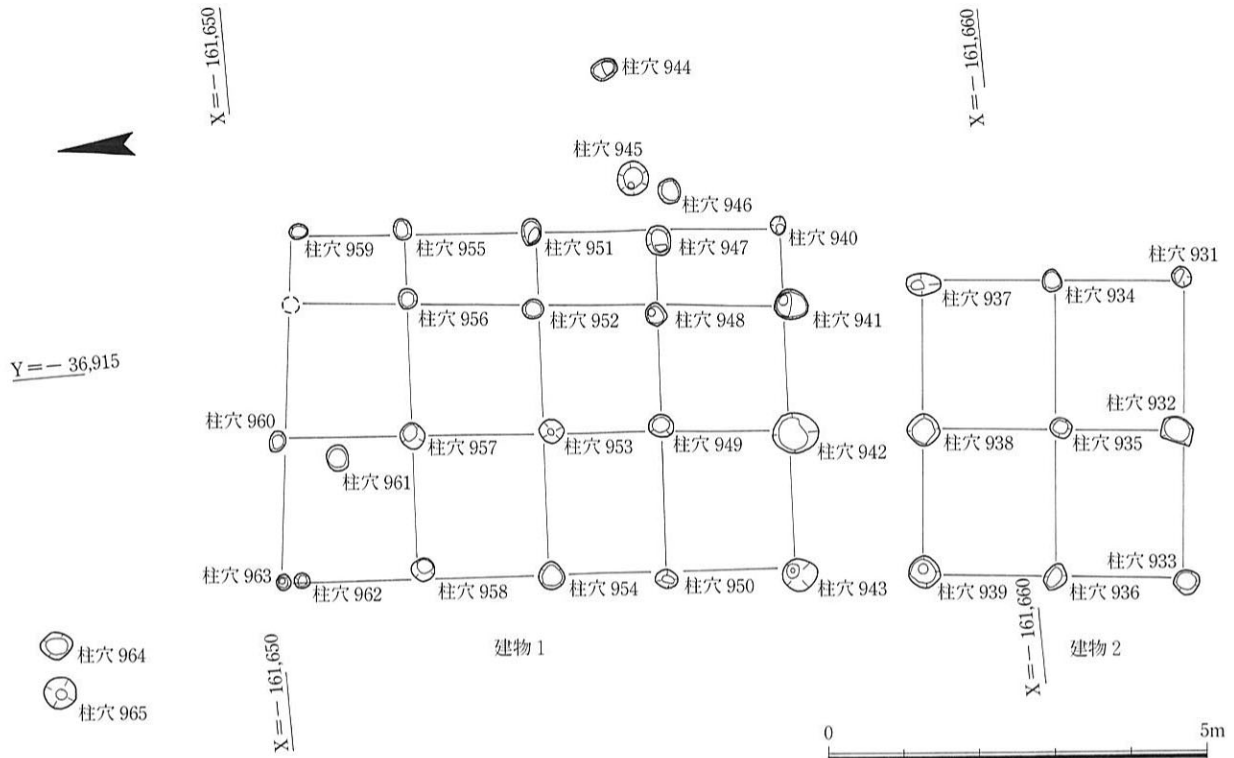 X＝－161,650
X＝－161,660
柱穴 944
柱穴 945
柱穴 946
柱穴 959
柱穴 955
柱穴 951
柱穴 947
柱穴 940
柱穴 931
柱穴 937
柱穴 934
柱穴 956
柱穴 952
柱穴 948
柱穴 941
Y＝－36,915
柱穴 960
柱穴 957
柱穴 953
柱穴 949
柱穴 942
柱穴 938
柱穴 935
柱穴 932
柱穴 961
柱穴 963
柱穴 962
柱穴 958
柱穴 954
柱穴 950
柱穴 943
柱穴 939
柱穴 936
柱穴 933
建物 1
建物 2
柱穴 964
柱穴 965
X＝－161,650
X＝－161,660
0
5m